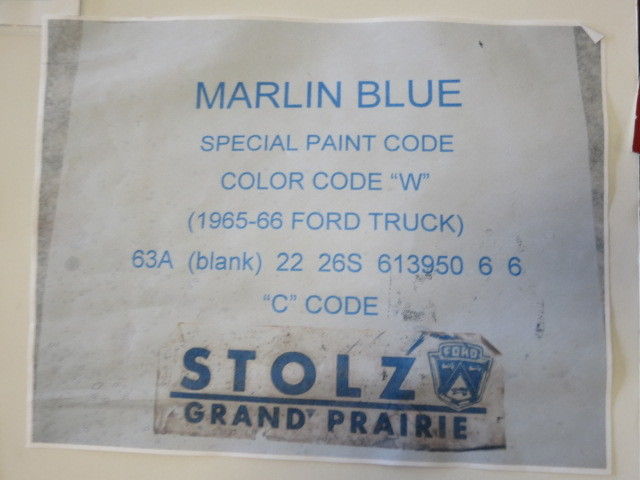 MARLIN BLUE
SPECIAL PAINT CODE
COLOR CODE “W”
(1965-66 FORD TRUCK)
63A (blank) 22 26S 613950 6 6
“C” CODE
STOLZ
FORD
GRAND PRAIRIE